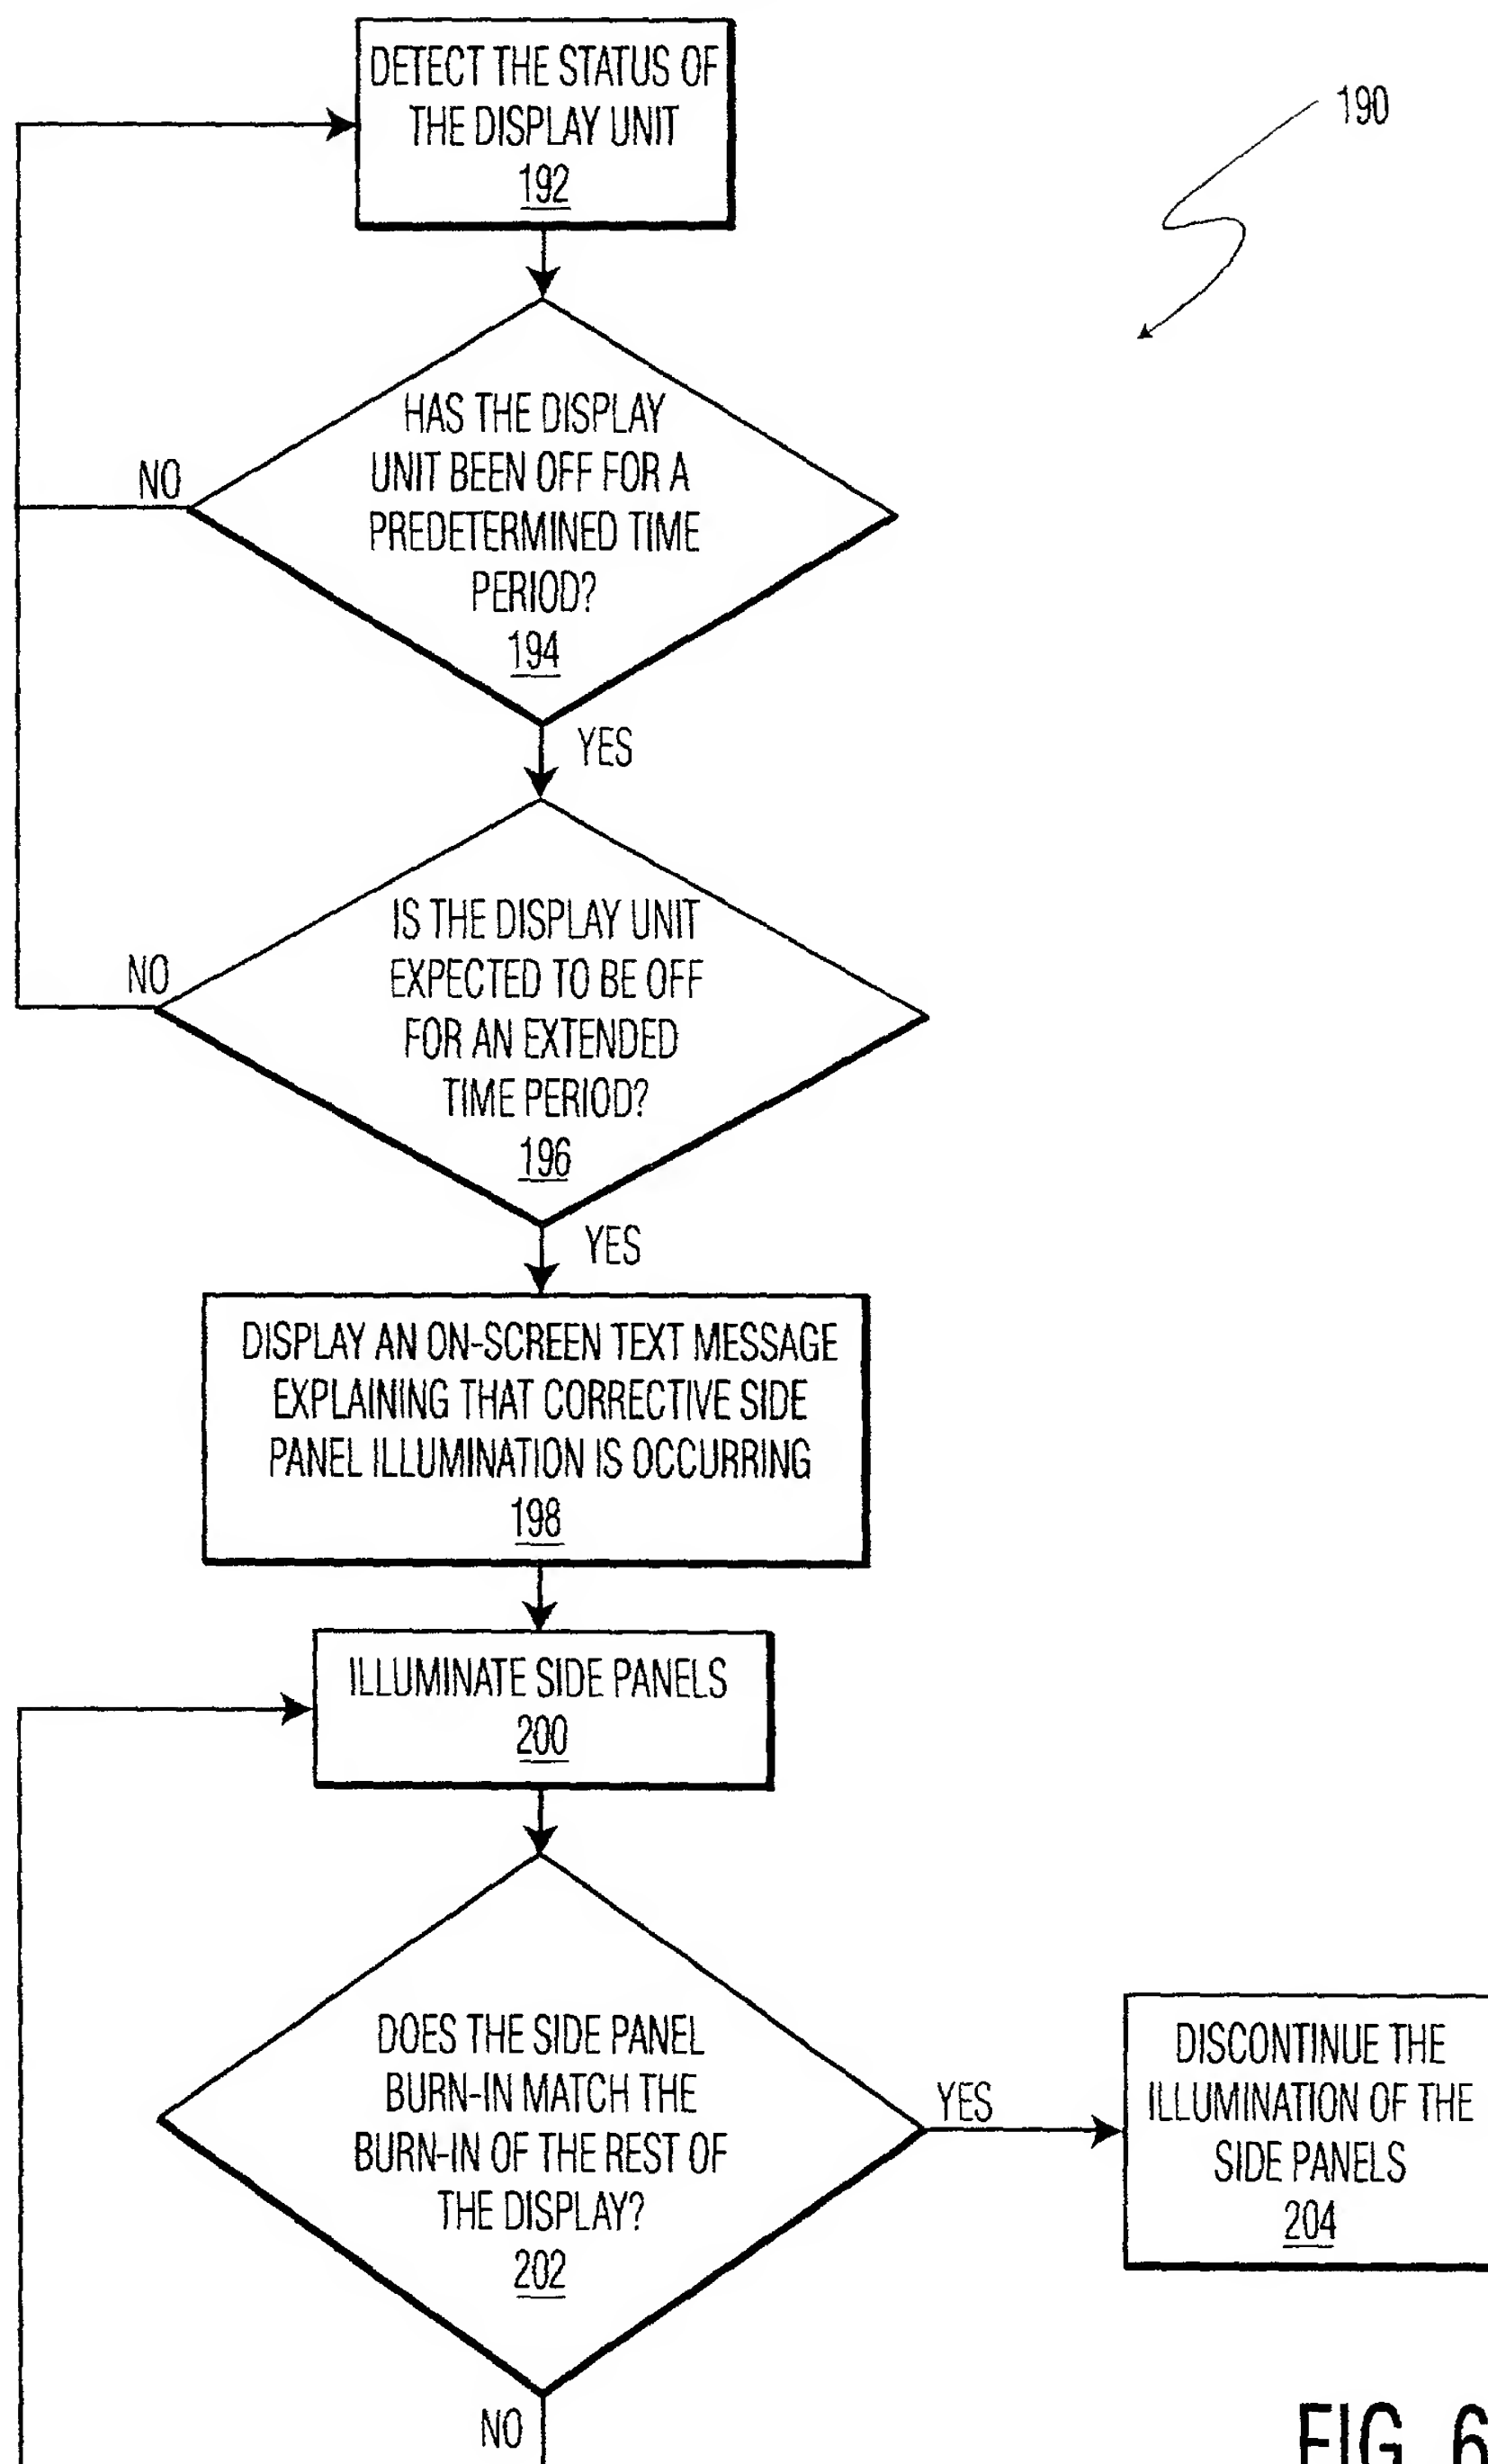 DETECT THE STATUS OF
THE DISPLAY UNIT
192
190
HAS THE DISPLAY
UNIT BEEN OFF FOR A
PREDETERMINED TIME
PERIOD?
194
NO
YES
IS THE DISPLAY UNIT
EXPECTED TO BE OFF
FOR AN EXTENDED
TIME PERIOD?
196
NO
YES
DISPLAY AN ON-SCREEN TEXT MESSAGE
EXPLAINING THAT CORRECTIVE SIDE
PANEL ILLUMINATION IS OCCURRING
198
ILLUMINATE SIDE PANELS
200
DOES THE SIDE PANEL
BURN-IN MATCH THE
BURN-IN OF THE REST OF
THE DISPLAY?
202
YES
DISCONTINUE THE
ILLUMINATION OF THE
SIDE PANELS
204
NO
FIG. 6